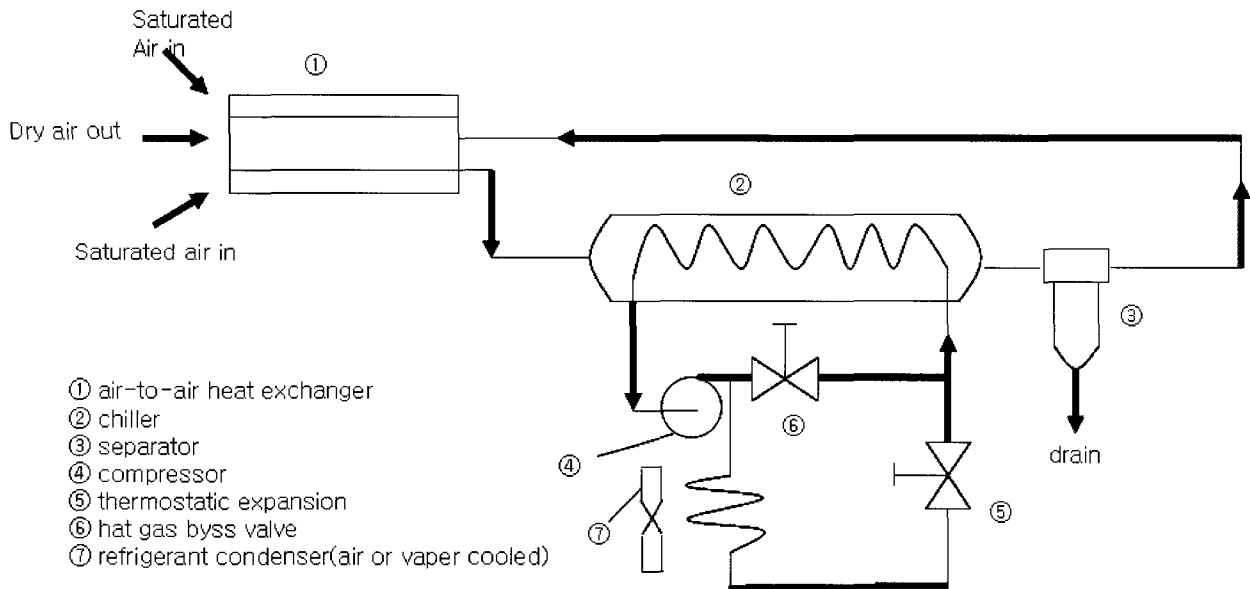 Saturated
Air in
①
Dry air out
②
Saturated air in
③
① air-to-air heat exchanger
② chiller
③ separator
④ compressor
⑤ thermostatic expansion
⑥ hat gas byss valve
⑦ refrigerant condenser(air or vaper cooled)
⑥
④
drain
⑤
⑦